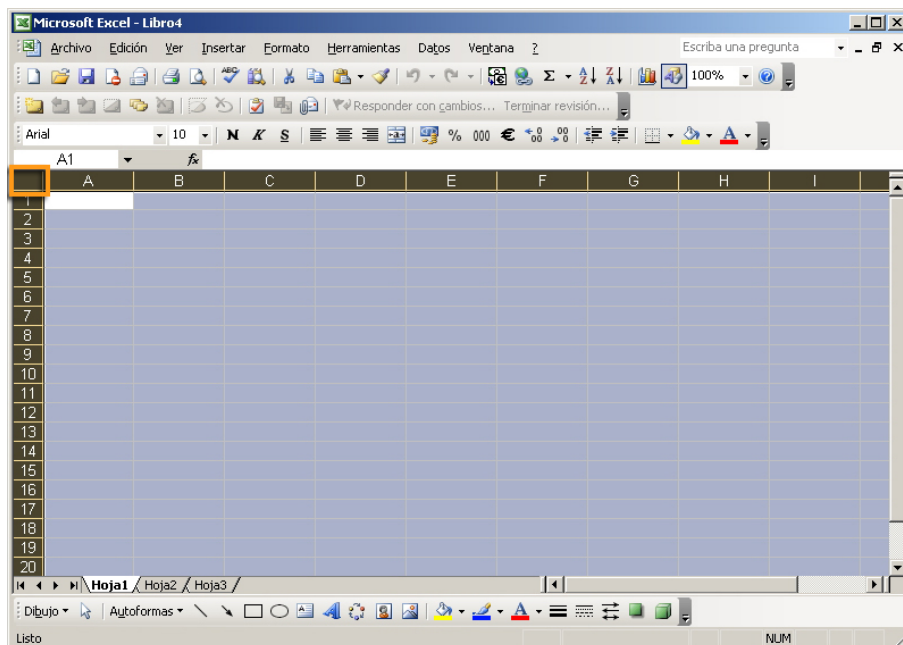 Microsoft Excel - Libro4
Archivo Edición Ver Insertar Formato Herramientas Datos Ventana ? Escriba una pregunta
ABC Σ A Z Z A 100% ?
Responder con cambios... Terminar revisión...
Arial 10 N K S % 000 € A
A1 fx
A B C D E F G H I
1
2
3
4
5
6
7
8
9
10
11
12
13
14
15
16
17
18
19
20
Hoja1 Hoja2 Hoja3
Dibujo Autoformas A A
Listo NUM